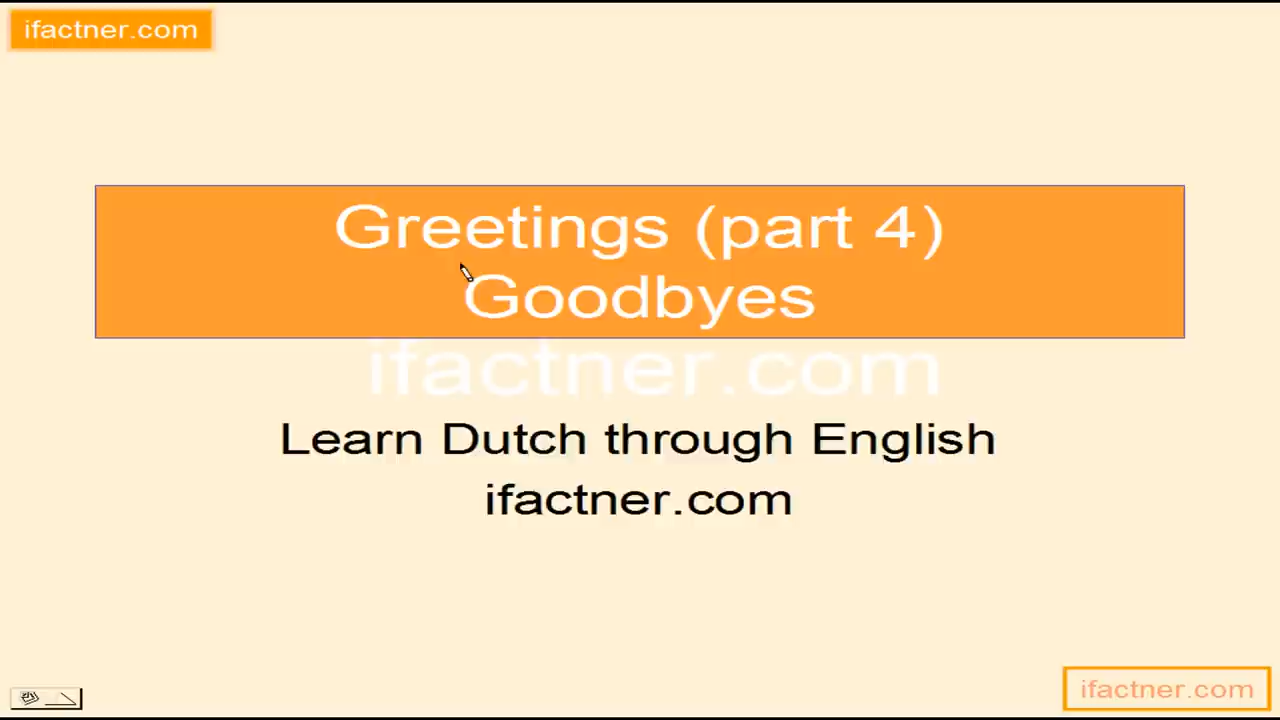 ifactner.com
Greetings (part 4)
Goodbyes
ifactner.com
Learn Dutch through English
ifactner.com
ifactner.com